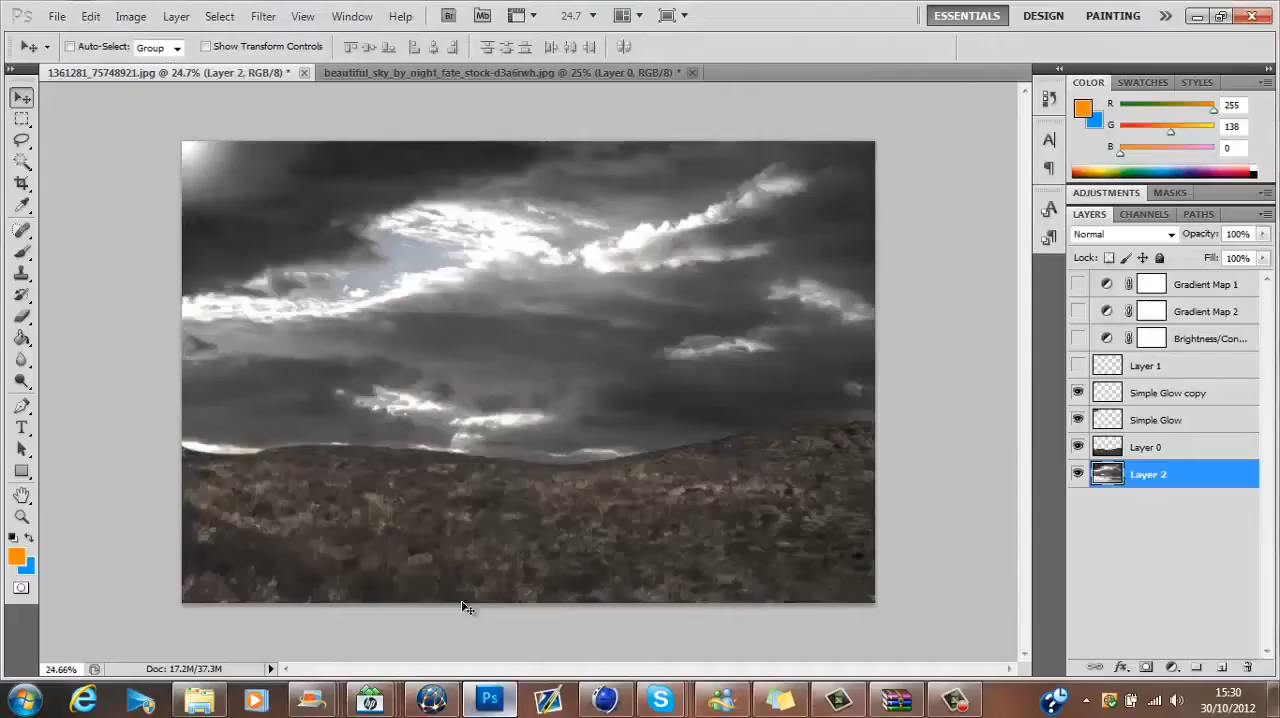 Ps File Edit Image Layer Select Filter Analysis 3D View Window Help Br Mb 24.7 ESSENTIALS DESIGN PAINTING
Auto-Select: Group Show Transform Controls
1361281_75748921.jpg @ 24.7% (Layer 2, RGB/8) * beautiful_sky_by_night_fate_stock-d3a6rwh.jpg @ 25% (Layer 0, RGB/8) *
COLOR SWATCHES STYLES
R 255
G 138
B 0
ADJUSTMENTS MASKS
LAYERS CHANNELS PATHS
Normal Opacity: 100%
Lock: Fill: 100%
Gradient Map 1
Gradient Map 2
Brightness/Con...
Layer 1
Simple Glow copy
Simple Glow
Layer 0
Layer 2
24.66% Doc: 17.2M/37.3M
Ps
15:30
30/10/2012